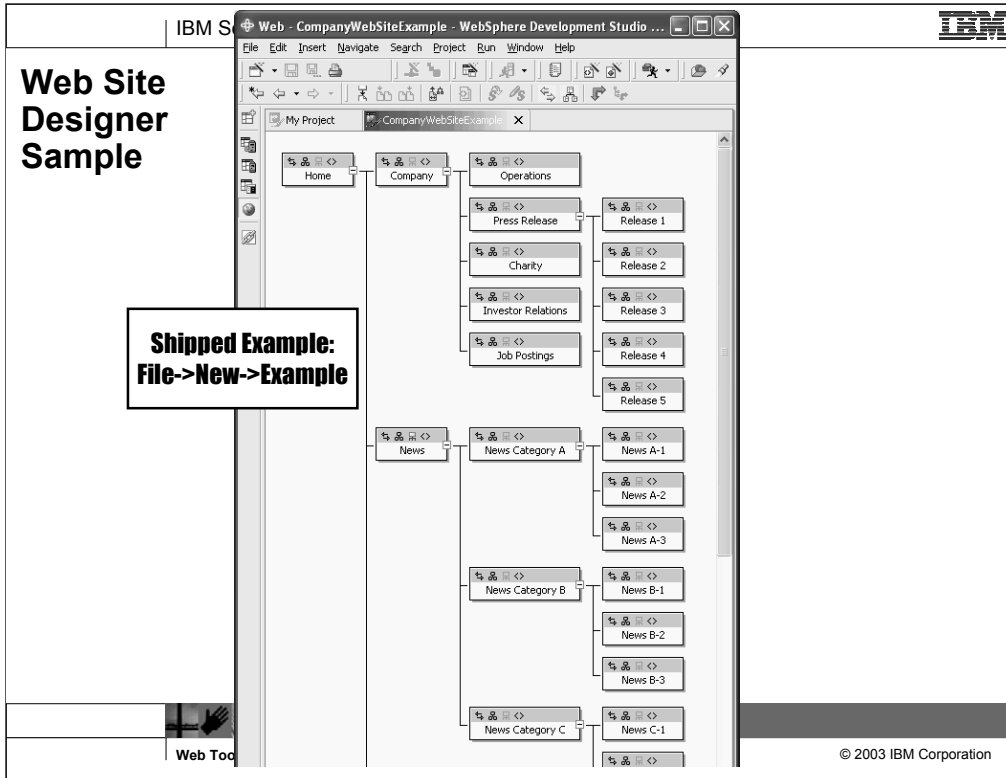 IBM S
Web - CompanyWebSiteExample - WebSphere Development Studio ...
IBM
File Edit Insert Navigate Search Project Run Window Help
Web Site
Designer
Sample
My Project
CompanyWebSiteExample
Home
Company
Operations
Press Release
Release 1
Charity
Release 2
Investor Relations
Release 3
Job Postings
Release 4
Release 5
Shipped Example:
File->New->Example
News
News Category A
News A-1
News A-2
News A-3
News Category B
News B-1
News B-2
News B-3
News Category C
News C-1
Web Too
© 2003 IBM Corporation